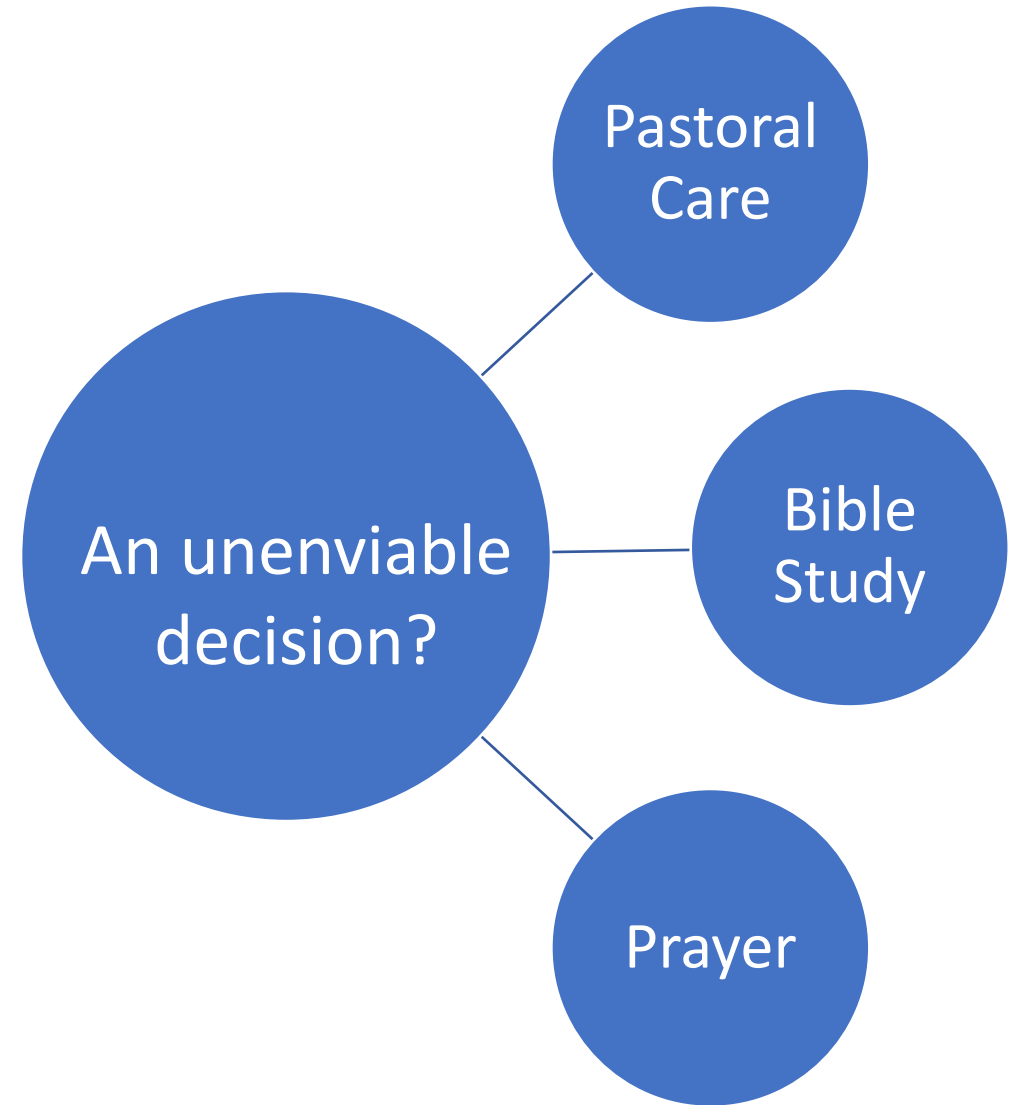 An unenviable
decision?
Pastoral
Care
Bible
Study
Prayer